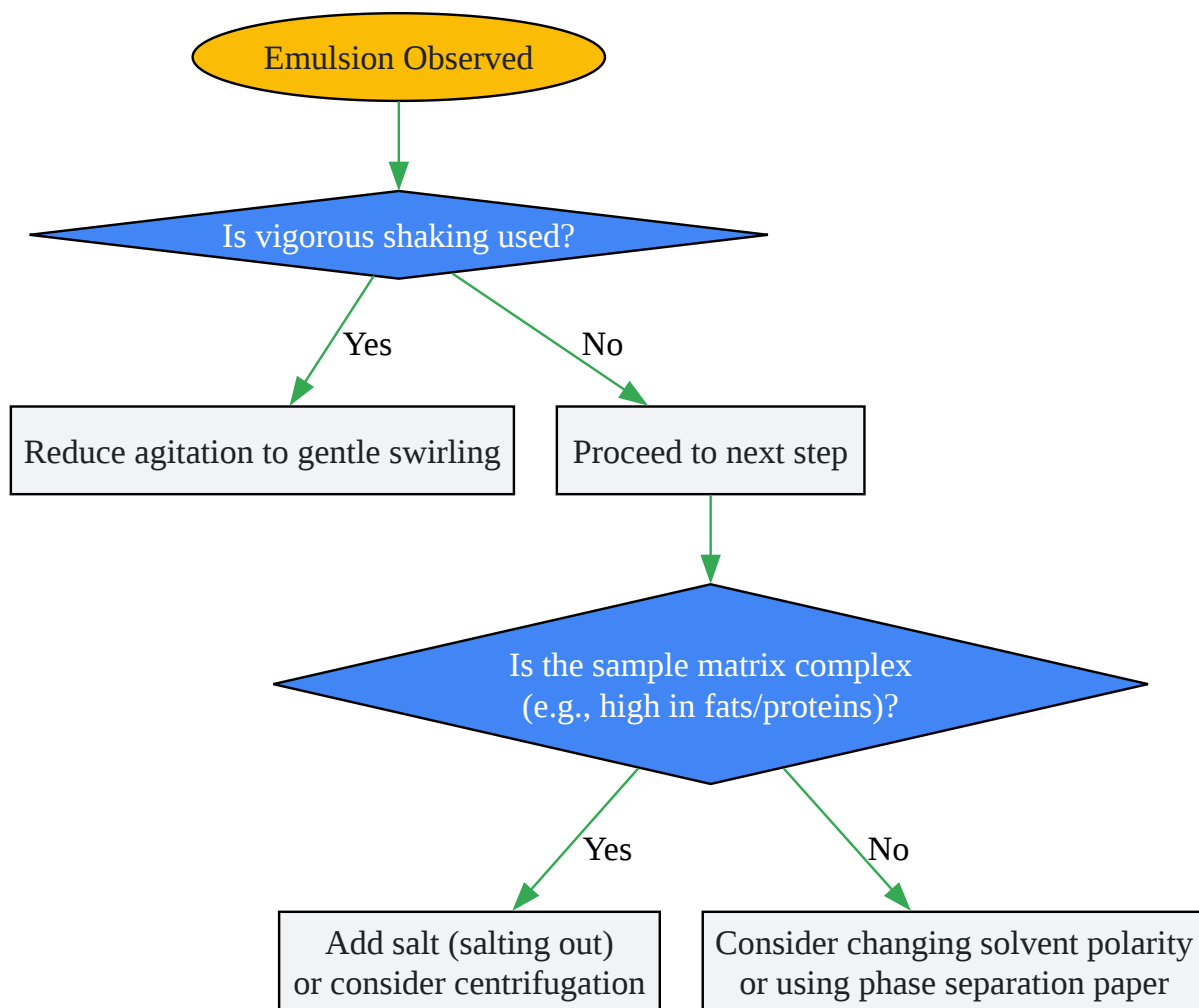 Emulsion Observed
Is vigorous shaking used?
Yes
No
Reduce agitation to gentle swirling
Proceed to next step
Is the sample matrix complex
(e.g., high in fats/proteins)?
Yes
No
Add salt (salting out)
or consider centrifugation
Consider changing solvent polarity
or using phase separation paper